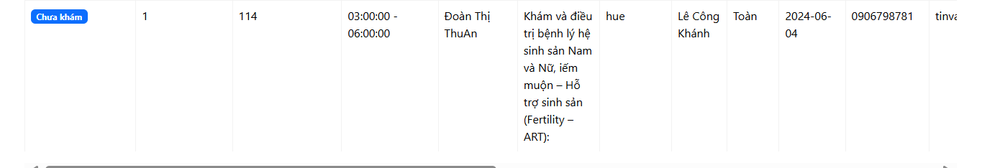 Chưa khám
1
114
03:00:00 -
06:00:00
Đoàn Thị
ThuAn
Khám và điều
trị bệnh lý hệ
sinh sản Nam
và Nữ, iếm
muộn – Hỗ
trợ sinh sản
(Fertility –
ART):
hue
Lê Công
Khánh
Toàn
2024-06-
04
0906798781